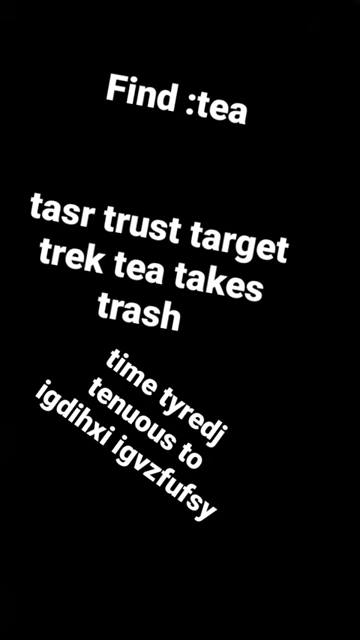 Find :tea
tasr trust target
trek tea takes
trash
time tyredj
tenuous to
igdihxi igvzfufsy